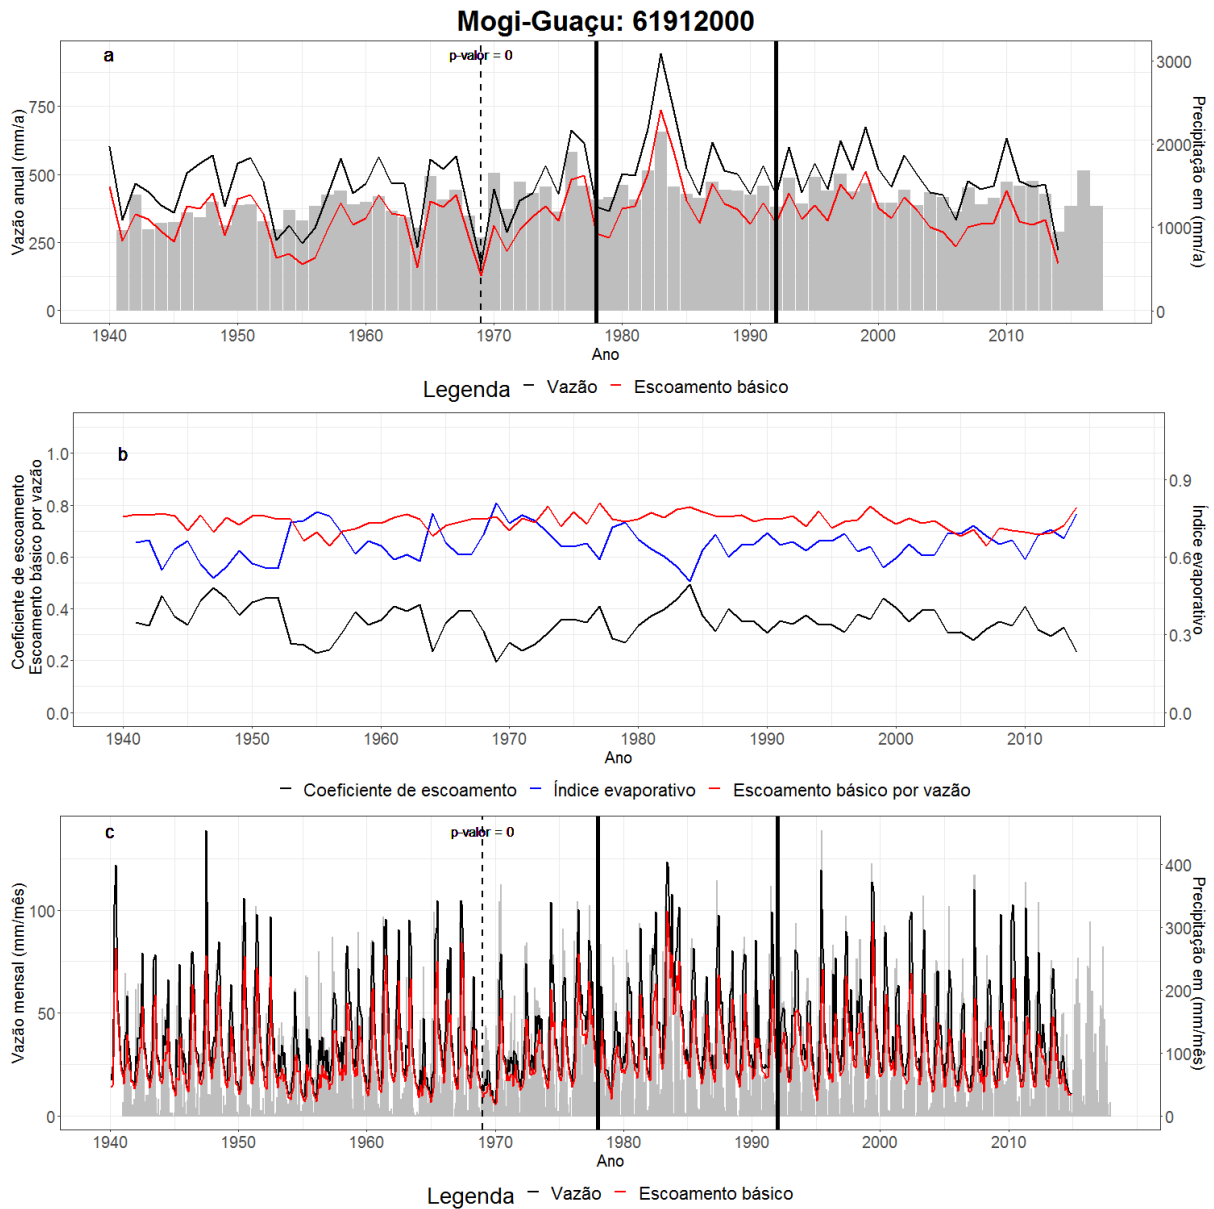 Mogi-Guaçu: 61912000
a
p-valor = 0
Vazão anual (mm/a)
750
500
250
0
Precipitação em (mm/a)
3000
2000
1000
0
1940 1950 1960 1970 1980 1990 2000 2010
Ano
Legenda Vazão Escoamento básico
b
Coeficiente de escoamento
Escoamento básico por vazão
1.0
0.8
0.6
0.4
0.2
0.0
Índice evaporativo
0.9
0.6
0.3
0.0
1940 1950 1960 1970 1980 1990 2000 2010
Ano
Coeficiente de escoamento Índice evaporativo Escoamento básico por vazão
c
p-valor = 0
Vazão mensal (mm/mês)
100
50
0
Precipitação em (mm/mês)
400
300
200
100
0
1940 1950 1960 1970 1980 1990 2000 2010
Ano
Legenda Vazão Escoamento básico